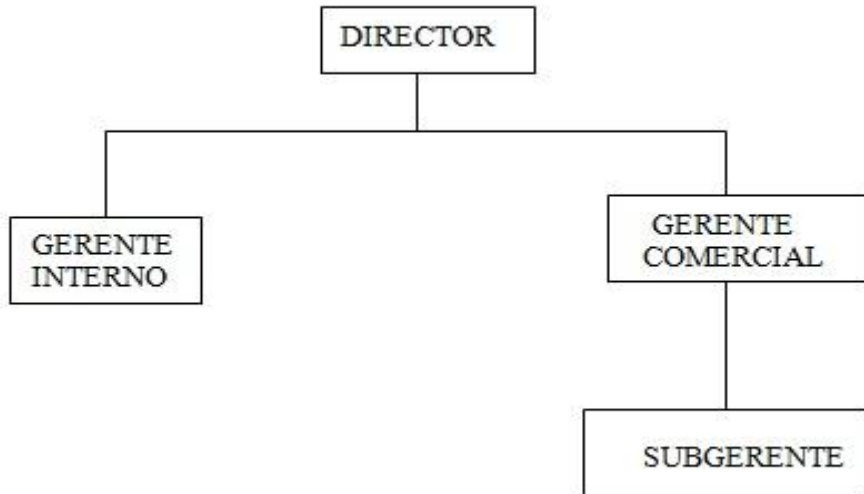 DIRECTOR
GERENTE
INTERNO
GERENTE
COMERCIAL
SUBGERENTE